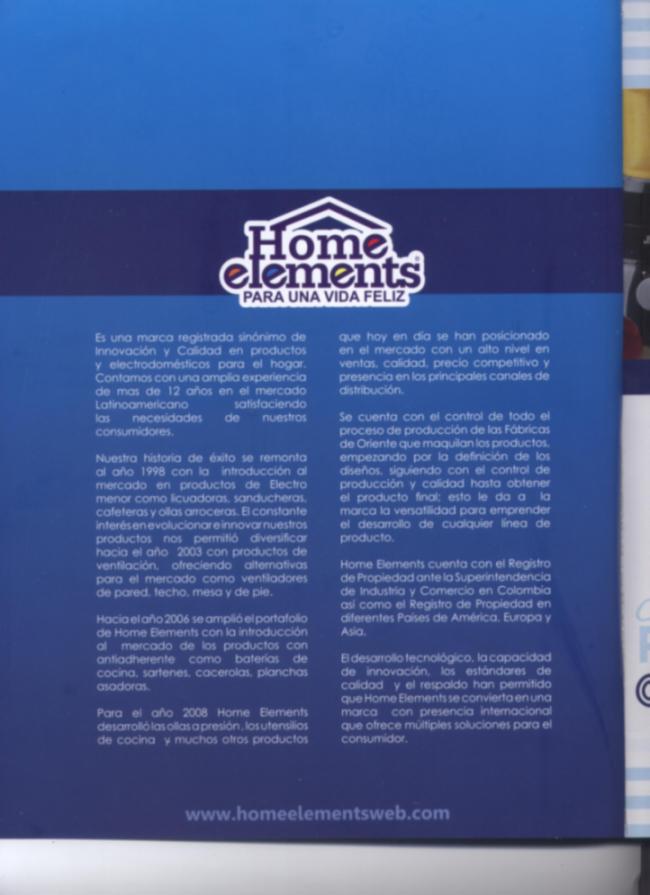 Home
elements®
PARA UNA VIDA FELIZ
Es una marca registrada sinónimo de
Innovación y Calidad en productos
y electrodomésticos para el hogar.
Contamos con una amplia experiencia
de mas de 12 años en el mercado
Latinoamericano satisfaciendo
las necesidades de nuestros
consumidores.
Nuestra historia de éxito se remonta
al año 1998 con la introducción al
mercado en productos de Electro
menor como licuadoras, sanducheras,
cafeteras y ollas arroceras. El constante
interés en evolucionar e innovar nuestros
productos nos permitió diversificar
hacia el año 2003 con productos de
ventilación, ofreciendo alternativas
para el mercado como ventiladores
de pared, techo, mesa y de pie.
Hacia el año 2006 se amplió el portafolio
de Home Elements con la introducción
al mercado de los productos con
antiadherente como baterías de
cocina, sartenes, cacerolas, planchas
asadoras.
Para el año 2008 Home Elements
desarrolló las ollas a presión, los utensilios
de cocina y muchos otros productos
que hoy en día se han posicionado
en el mercado con un alto nivel en
ventas, calidad, precio competitivo y
presencia en los principales canales de
distribución.
Se cuenta con el control de todo el
proceso de producción de las Fábricas
de Oriente que maquilan los productos,
empezando por la definición de los
diseños, siguiendo con el control de
producción y calidad hasta obtener
el producto final; esto le da a la
marca la versatilidad para emprender
el desarrollo de cualquier línea de
producto.
Home Elements cuenta con el Registro
de Propiedad ante la Superintendencia
de Industria y Comercio en Colombia
así como el Registro de Propiedad en
diferentes Países de América, Europa y
Asia.
El desarrollo tecnológico, la capacidad
de innovación, los estándares de
calidad y el respaldo han permitido
que Home Elements se convierta en una
marca con presencia internacional
que ofrece múltiples soluciones para el
consumidor.
www.homeelementsweb.com